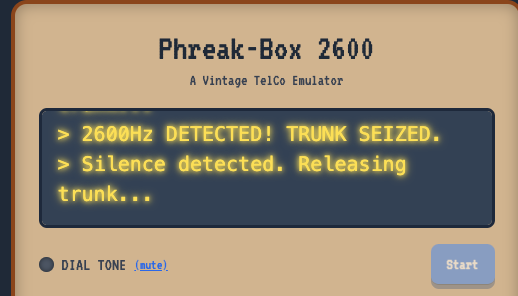 Phreak-Box 2600
A Vintage TelCo Emulator
> 2600Hz DETECTED! TRUNK SEIZED.
> Silence detected. Releasing
trunk...
DIAL TONE (mute)
Start